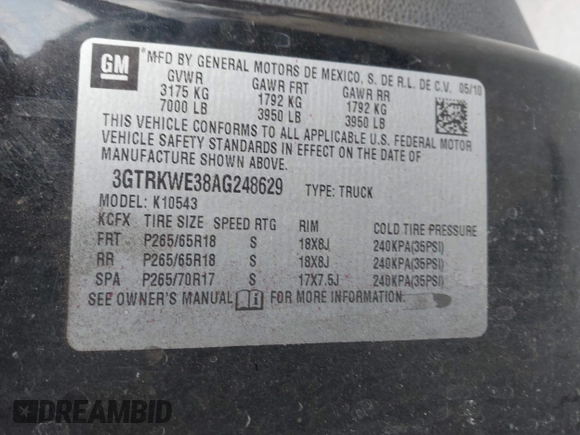 GM
MFD BY GENERAL MOTORS DE MEXICO, S. DE R.L. DE C.V. 05/10
GVWR GAWR FRT GAWR RR
3175 KG 1792 KG 1792 KG
7000 LB 3950 LB 3950 LB
THIS VEHICLE CONFORMS TO ALL APPLICABLE U.S. FEDERAL MOTOR
VEHICLE SAFETY STANDARDS IN EFFECT ON THE DATE OF
MANUFACTURE SHOWN ABOVE.
3GTRKWE38AG248629 TYPE: TRUCK
MODEL: K10543
KCFX TIRE SIZE SPEED RTG RIM COLD TIRE PRESSURE
FRT P265/65R18 S 18X8J 240KPA(35PSI)
RR P265/65R18 S 18X8J 240KPA(35PSI)
SPA P265/70R17 S 17X7.5J 240KPA(35PSI)
SEE OWNER'S MANUAL FOR MORE INFORMATION.
DREAMBID